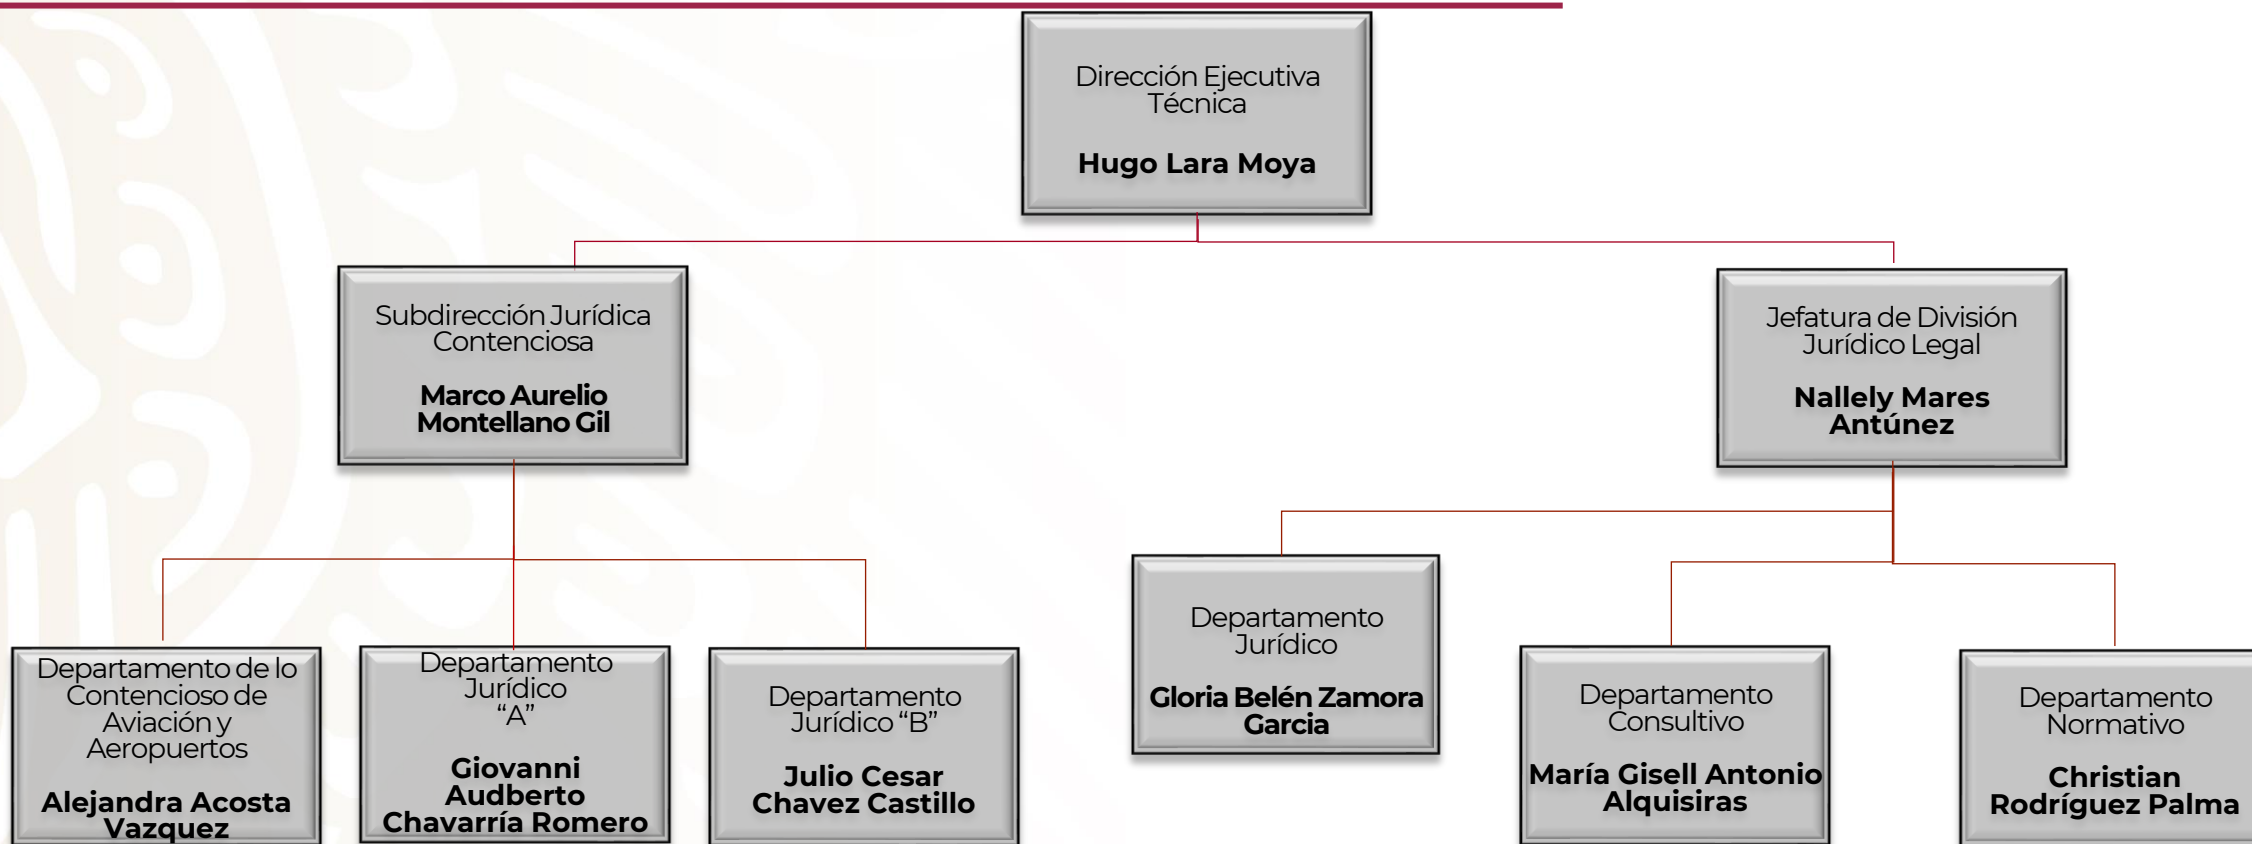 Dirección Ejecutiva
Técnica
Hugo Lara Moya
Subdirección Jurídica
Contenciosa
Marco Aurelio
Montellano Gil
Jefatura de División
Jurídico Legal
Nallely Mares
Antúnez
Departamento de lo
Contencioso de
Aviación y
Aeropuertos
Alejandra Acosta
Vazquez
Departamento
Jurídico
“A”
Giovanni
Audberto
Chavarría Romero
Departamento
Jurídico “B”
Julio Cesar
Chavez Castillo
Departamento
Jurídico
Gloria Belén Zamora
Garcia
Departamento
Consultivo
María Gisell Antonio
Alquisiras
Departamento
Normativo
Christian
Rodríguez Palma